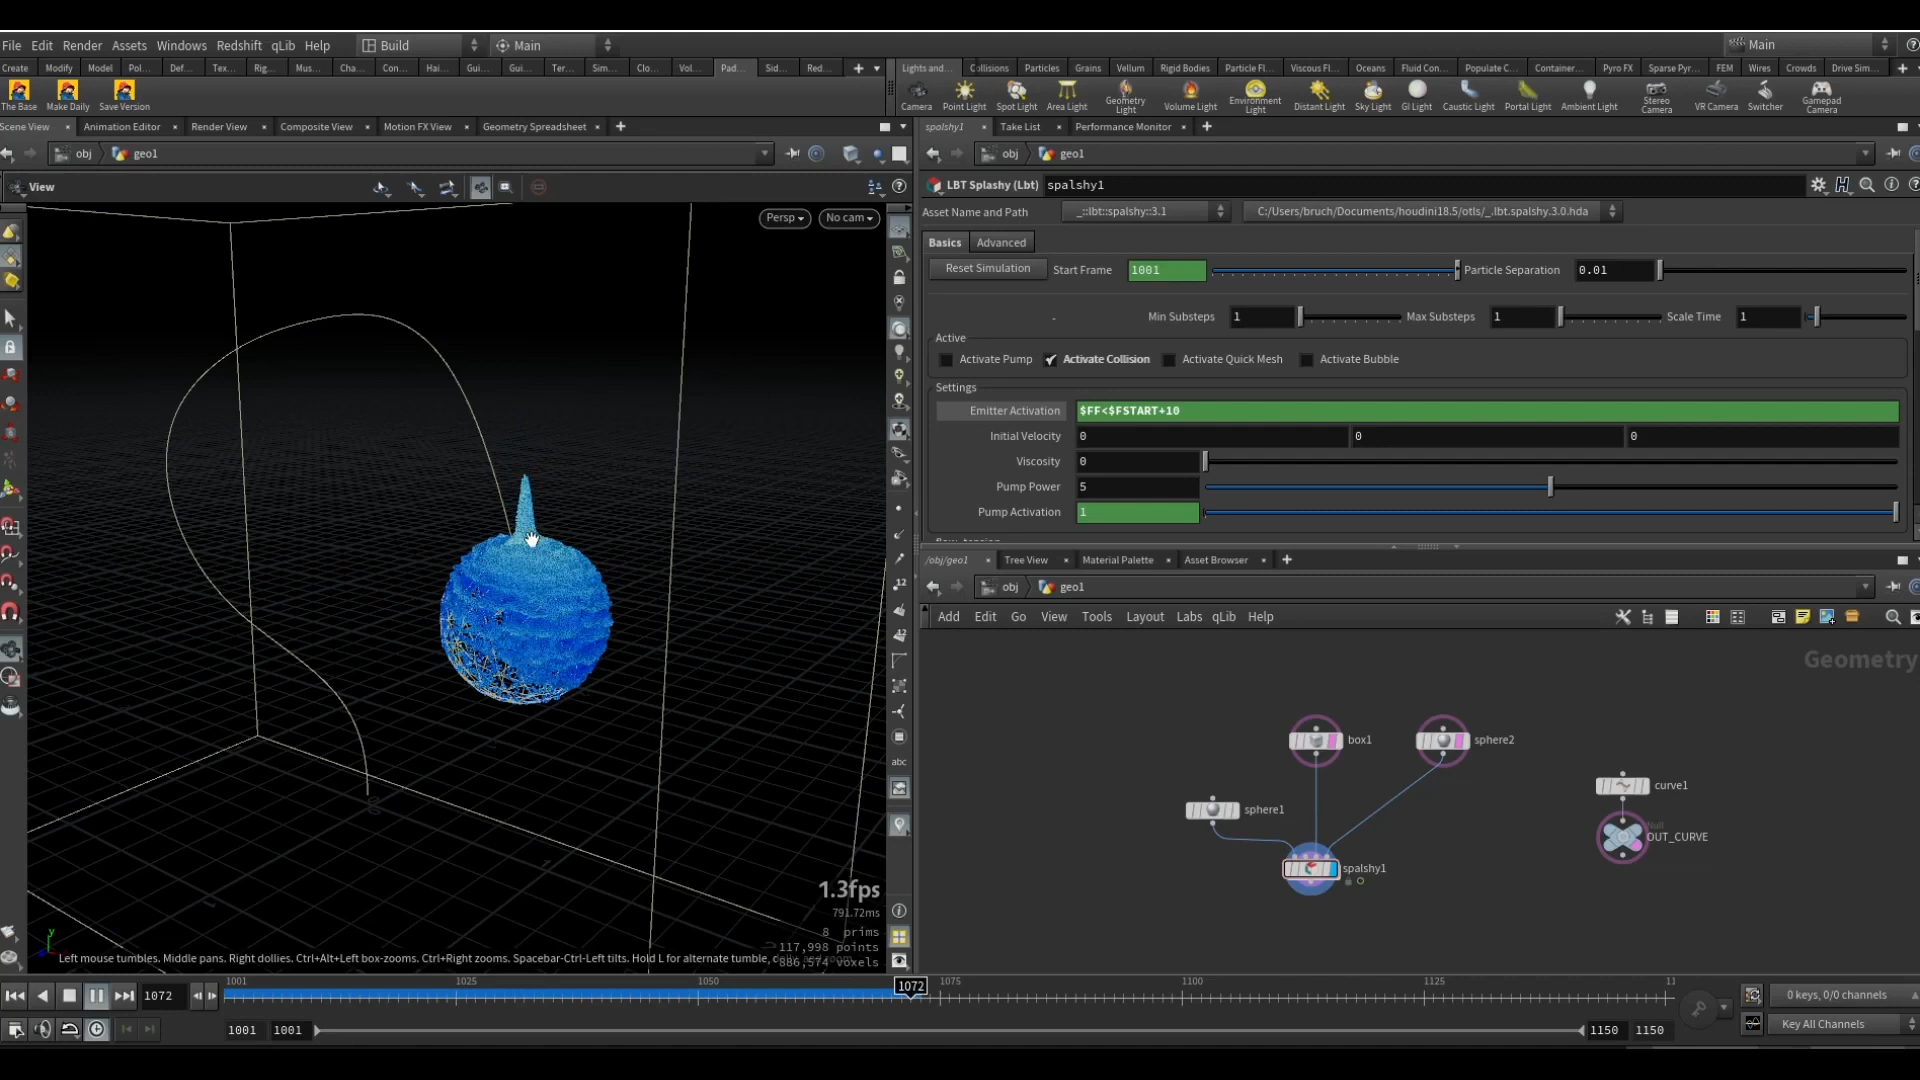 File Edit Render Assets Windows Redshift qLib Help Build Main Main
Create Modify Model Pol... Def... Tex... Rig... Mus... Cha... Con... Hai... Gui... Gui... Ter... Sim... Clo... Vol... Pad... Sid... Red...
Lights and... Collisions Particles Grains Vellum Rigid Bodies Particle Fl... Viscous Fl... Oceans Fluid Con... Populate C... Container... Pyro FX Sparse Pyr... FEM Wires Crowds Drive Sim...
The Base Make Daily Save Version
Camera Point Light Spot Light Area Light Geometry Light Volume Light Environment Light Distant Light Sky Light GI Light Caustic Light Portal Light Ambient Light Stereo Camera VR Camera Switcher Gamepad Camera
Scene View Animation Editor Render View Composite View Motion FX View Geometry Spreadsheet
spalshy1 Take List Performance Monitor
obj geo1
obj geo1
View
LBT Splashy (Lbt) spalshy1
Asset Name and Path _::lbt::spalshy::3.1 C:/Users/bruch/Documents/houdini18.5/otls/_.lbt.spalshy.3.0.hda
Persp No cam
Basics Advanced
Reset Simulation Start Frame 1001 Particle Separation 0.01
- Min Substeps 1 Max Substeps 1 Scale Time 1
Active
Activate Pump Activate Collision Activate Quick Mesh Activate Bubble
Settings
Emitter Activation $FF<$FSTART+10
Initial Velocity 0 0 0
Viscosity 0
Pump Power 5
Pump Activation 1
/obj/geo1 Tree View Material Palette Asset Browser
obj geo1
Add Edit Go View Tools Layout Labs qLib Help
Geometry
box1 sphere2
sphere1
curve1
Null
OUT_CURVE
spalshy1
12
12
abc
1.3fps
791.72ms
8 prims
117,998 points
886,574 voxels
y
Left mouse tumbles. Middle pans. Right dollies. Ctrl+Alt+Left box-zooms. Ctrl+Right zooms. Spacebar-Ctrl-Left tilts. Hold L for alternate tumble,
1072 1001 1025 1050 1072 1075 1100 1125
0 keys, 0/0 channels
1001 1001 1150 1150 Key All Channels